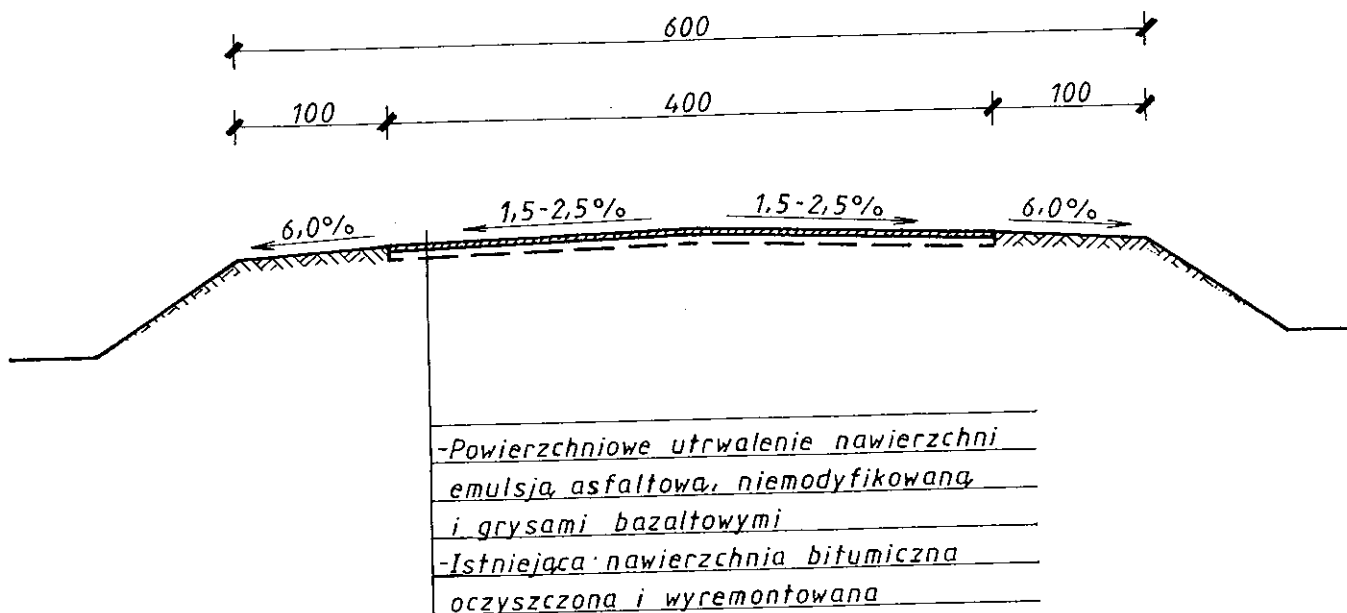 600
100 400 100
6,0% 1,5-2,5% 1,5-2,5% 6,0%
-Powierzchniowe utrwalenie nawierzchni
emulsją asfaltową, niemodyfikowaną
i grysami bazaltowymi
-Istniejąca nawierzchnia bitumiczna
oczyszczona i wyremontowana